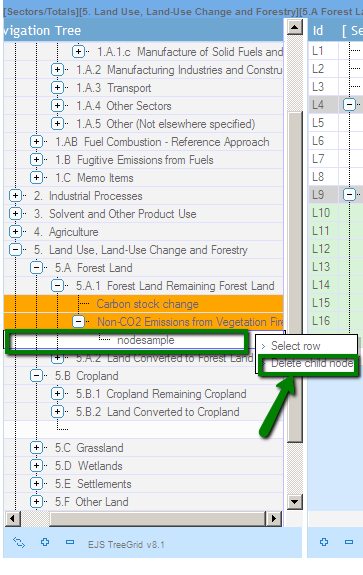 [Sectors/Totals][5. Land Use, Land-Use Change and Forestry][5.A Forest La
vigation Tree
Id [ Se
1.A.1.c Manufacture of Solid Fuels and
1.A.2 Manufacturing Industries and Constru
1.A.3 Transport
1.A.4 Other Sectors
1.A.5 Other (Not elsewhere specified)
1.AB Fuel Combustion - Reference Approach
1.B Fugitive Emissions from Fuels
1.C Memo Items
2. Industrial Processes
3. Solvent and Other Product Use
4. Agriculture
5. Land Use, Land-Use Change and Forestry
5.A Forest Land
5.A.1 Forest Land Remaining Forest Land
Carbon stock change
Non-CO2 Emissions from Vegetation Fire
nodesample
5.A.2 Land Converted to Forest Land
5.B Cropland
5.B.1 Cropland Remaining Cropland
5.B.2 Land Converted to Cropland
5.C Grassland
5.D Wetlands
5.E Settlements
5.F Other Land
L1
L2
L3
L4
L5
L6
L7
L8
L9
L10
L11
L12
L13
L14
L15
L16
› Select row
Delete child node
EJS TreeGrid v8.1